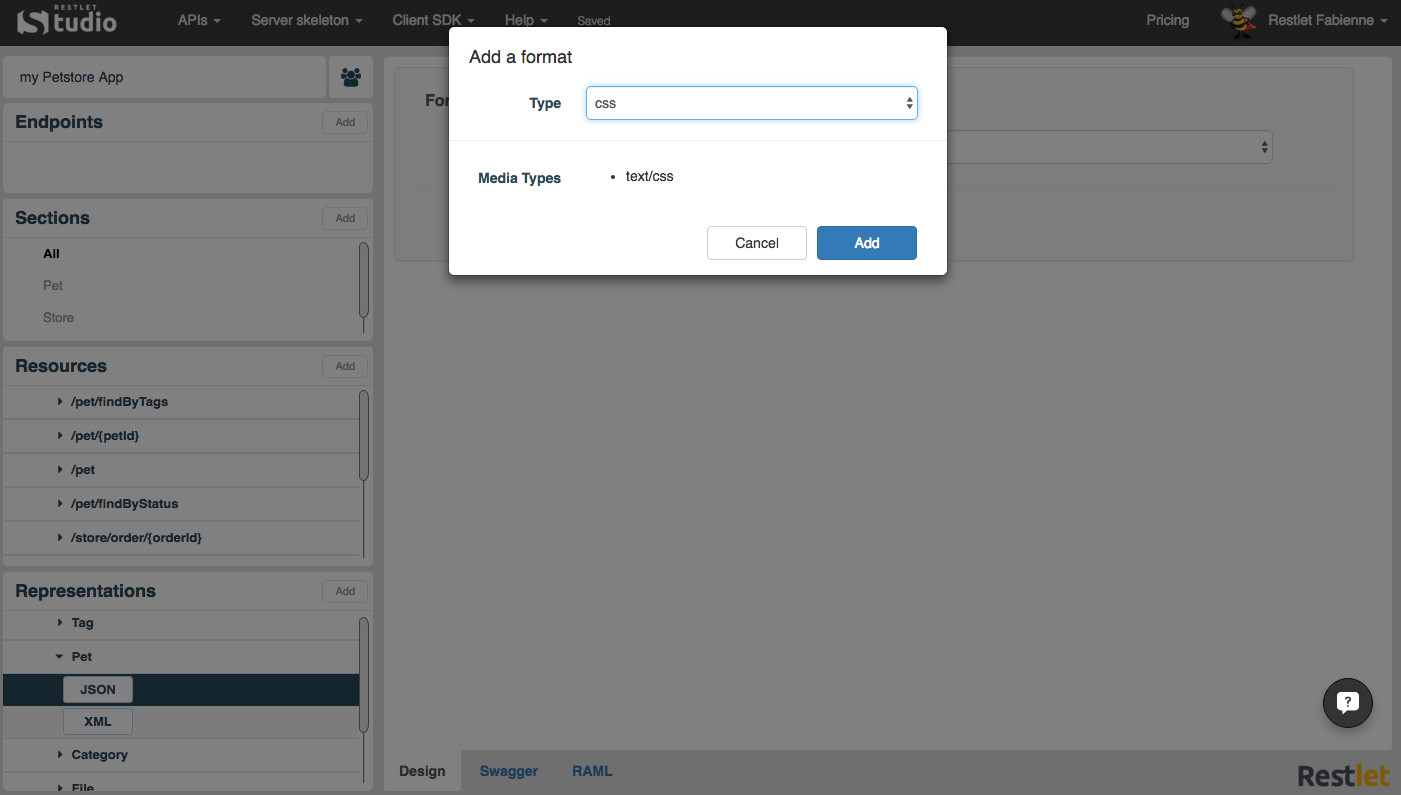 RESTLET
Studio
APIs
Server skeleton
Client SDK
Help
Saved
Pricing
Restlet Fabienne
my Petstore App
Endpoints
Add
Sections
Add
All
Pet
Store
Resources
Add
/pet/findByTags
/pet/{petId}
/pet
/pet/findByStatus
/store/order/{orderId}
Representations
Add
Tag
Pet
JSON
XML
Category
File
For
Add a format
Type
css
Media Types
• text/css
Cancel
Add
?
Design
Swagger
RAML
Restlet